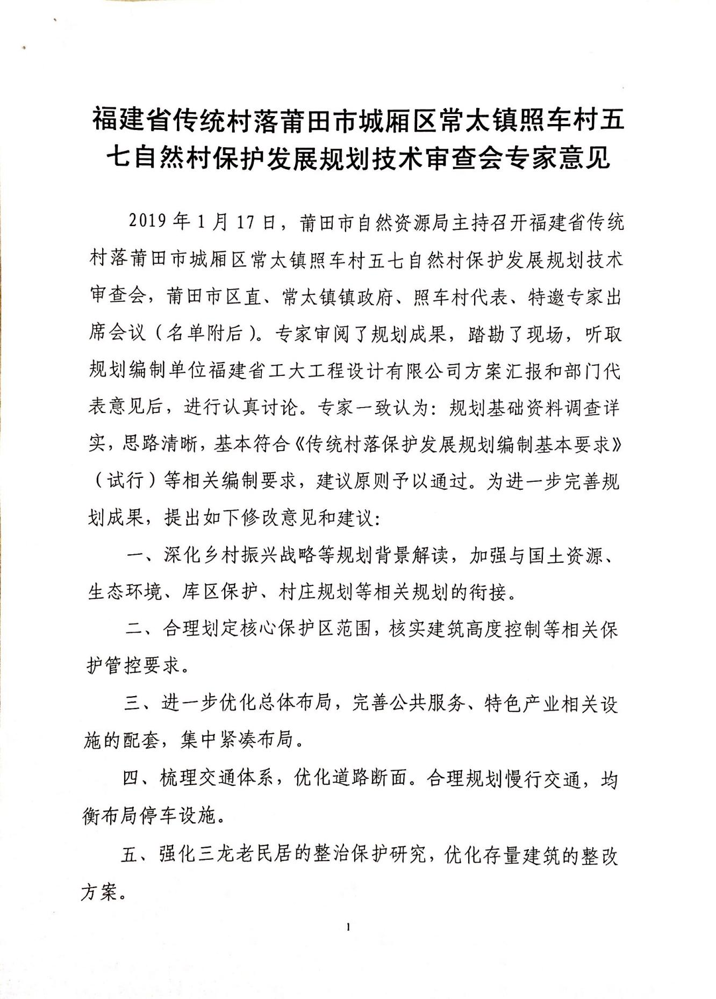 福建省传统村落莆田市城厢区常太镇照车村五
七自然村保护发展规划技术审查会专家意见
2019年1月17日，莆田市自然资源局主持召开福建省传统
村落莆田市城厢区常太镇照车村五七自然村保护发展规划技术
审查会，莆田市区直、常太镇镇政府、照车村代表、特邀专家出
席会议（名单附后）。专家审阅了规划成果，踏勘了现场，听取
规划编制单位福建省工大工程设计有限公司方案汇报和部门代
表意见后，进行认真讨论。专家一致认为：规划基础资料调查详
实，思路清晰，基本符合《传统村落保护发展规划编制基本要求》
（试行）等相关编制要求，建议原则予以通过。为进一步完善规
划成果，提出如下修改意见和建议：
一、深化乡村振兴战略等规划背景解读，加强与国土资源、
生态环境、库区保护、村庄规划等相关规划的衔接。
二、合理划定核心保护区范围，核实建筑高度控制等相关保
护管控要求。
三、进一步优化总体布局，完善公共服务、特色产业相关设
施的配套，集中紧凑布局。
四、梳理交通体系，优化道路断面。合理规划慢行交通，均
衡布局停车设施。
五、强化三龙老民居的整治保护研究，优化存量建筑的整改
方案。
1